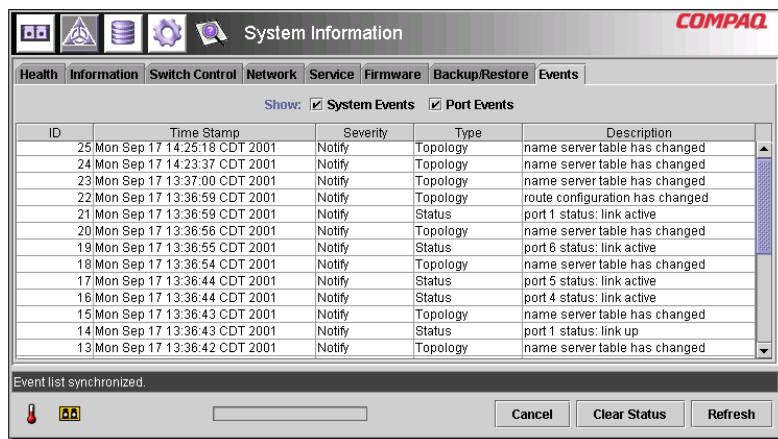 System Information
COMPAQ
Health Information Switch Control Network Service Firmware Backup/Restore Events
Show: System Events Port Events
ID Time Stamp Severity Type Description
25 Mon Sep 17 14:25:18 CDT 2001 Notify Topology name server table has changed
24 Mon Sep 17 14:23:37 CDT 2001 Notify Topology name server table has changed
23 Mon Sep 17 13:37:00 CDT 2001 Notify Topology name server table has changed
22 Mon Sep 17 13:36:59 CDT 2001 Notify Topology route configuration has changed
21 Mon Sep 17 13:36:59 CDT 2001 Notify Status port 1 status: link active
20 Mon Sep 17 13:36:56 CDT 2001 Notify Topology name server table has changed
19 Mon Sep 17 13:36:55 CDT 2001 Notify Status port 6 status: link active
18 Mon Sep 17 13:36:54 CDT 2001 Notify Topology name server table has changed
17 Mon Sep 17 13:36:44 CDT 2001 Notify Status port 5 status: link active
16 Mon Sep 17 13:36:44 CDT 2001 Notify Status port 4 status: link active
15 Mon Sep 17 13:36:43 CDT 2001 Notify Topology name server table has changed
14 Mon Sep 17 13:36:43 CDT 2001 Notify Status port 1 status: link up
13 Mon Sep 17 13:36:42 CDT 2001 Notify Topology name server table has changed
Event list synchronized.
Cancel Clear Status Refresh